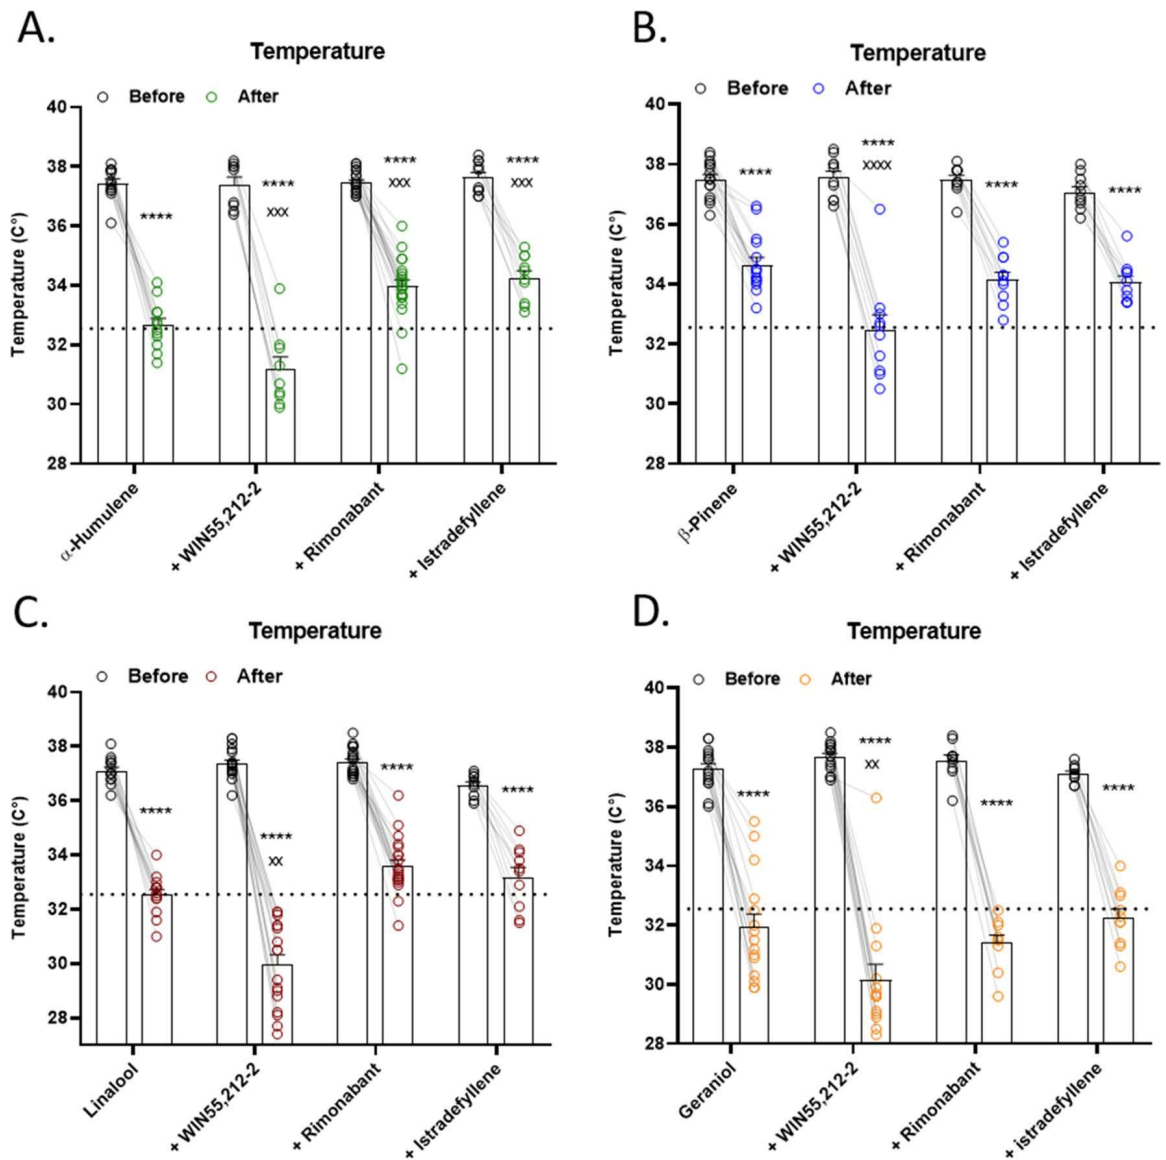 A.
Temperature
Before After
Temperature (C°)
40
38
36
34
32
30
28
**** **** XXX **** XXX **** XXX
α-Humulene
+ WIN55,212-2
+ Rimonabant
+ Istradefyllene
B.
Temperature
Before After
Temperature (C°)
40
38
36
34
32
30
28
**** **** XXXX **** ****
β-Pinene
+ WIN55,212-2
+ Rimonabant
+ Istradefyllene
C.
Temperature
Before After
Temperature (C°)
40
38
36
34
32
30
28
**** **** XX **** ****
Linalool
+ WIN55,212-2
+ Rimonabant
+ Istradefyllene
D.
Temperature
Before After
Temperature (C°)
40
38
36
34
32
30
28
**** **** XX **** ****
Geraniol
+ WIN55,212-2
+ Rimonabant
+ istradefyllene